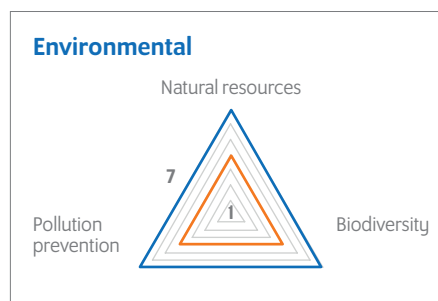 Environmental
Natural resources
7
1
Pollution
prevention
Biodiversity